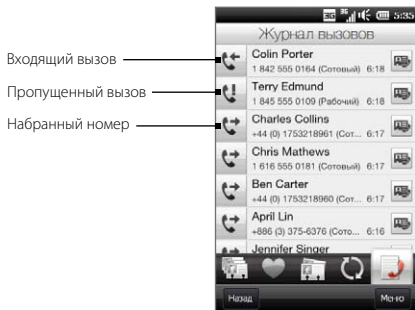 3G 5:35
Журнал вызовов
Входящий вызов
Colin Porter
1 842 555 0164 (Сотовый) 6:18
Пропущенный вызов
Terry Edmund
1 845 555 0109 (Рабочий) 6:18
Набранный номер
Charles Collins
+44 (0) 1753218961 (Сот... 6:17
Chris Mathews
1 616 555 0181 (Сотовый) 6:17
Ben Carter
+44 (0) 1753218960 (Сот... 6:17
April Lin
+886 (3) 375-6376 (Сото... 6:16
Jennifer Singer
Назад Меню